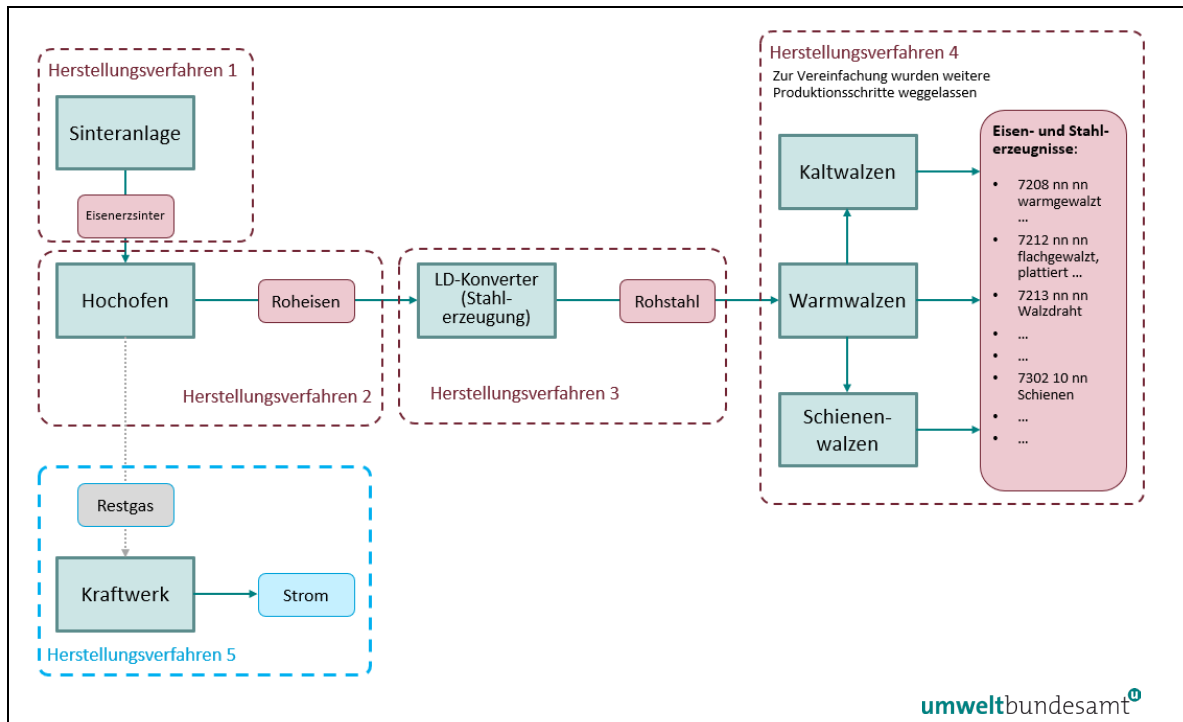 Herstellungsverfahren 1
Sinteranlage
Eisenerzsinter
Hochofen
Roheisen
Herstellungsverfahren 2
LD-Konverter
(Stahl-
erzeugung)
Rohstahl
Herstellungsverfahren 3
Herstellungsverfahren 4
Zur Vereinfachung wurden weitere
Produktionsschritte weggelassen
Kaltwalzen
Warmwalzen
Schienen-
walzen
Eisen- und Stahl-
erzeugnisse:
• 7208 nn nn
warmgewalzt
...
• 7212 nn nn
flachgewalzt,
plattiert ...
• 7213 nn nn
Walzdraht
• ...
• ...
• 7302 10 nn
Schienen
• ...
• ...
Restgas
Kraftwerk
Strom
Herstellungsverfahren 5
umweltbundesamt u